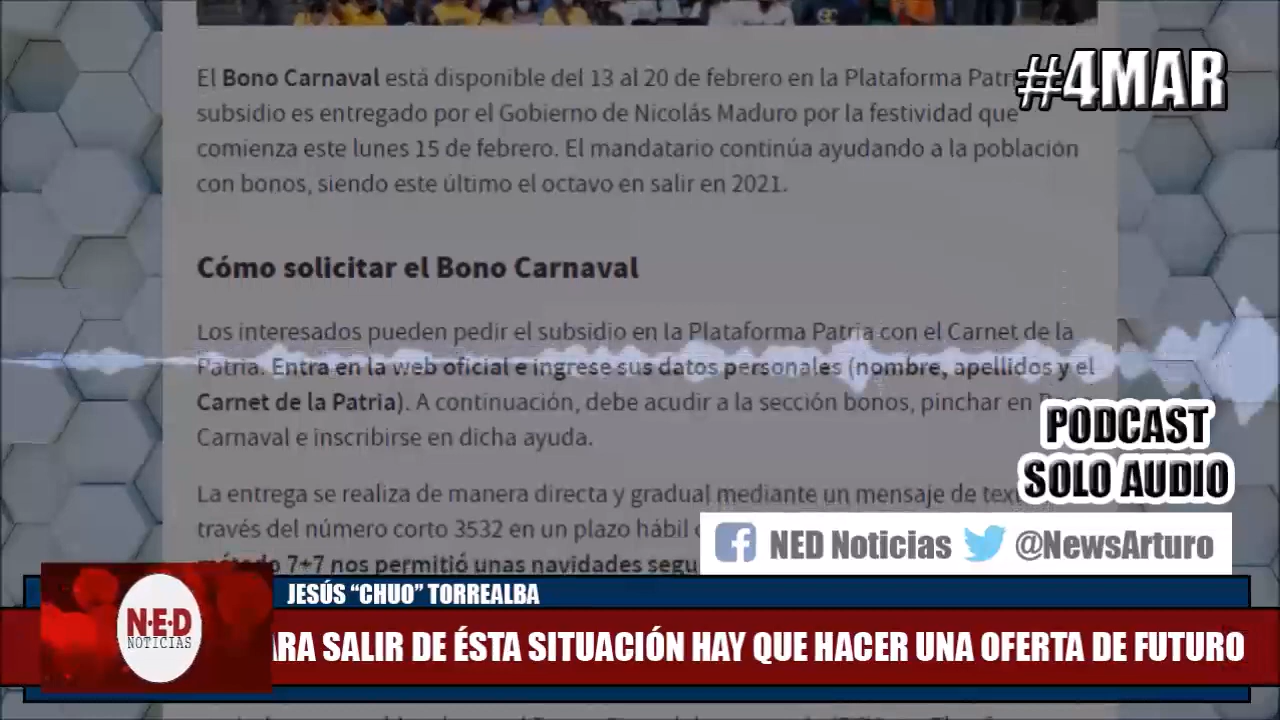 El Bono Carnaval está disponible del 13 al 20 de febrero en la Plataforma
#4MAR
subsidio es entregado por el Gobierno de Nicolás Maduro por la festividad que
comienza este lunes 15 de febrero. El mandatario continúa ayudando a la población
con bonos, siendo este último el octavo en salir en 2021.
Cómo solicitar el Bono Carnaval
Los interesados pueden pedir el subsidio en la Plataforma Patria con el Carnet de la
Patria. Entra en la web oficial e ingrese sus datos personales (nombre, apellidos y el
Carnet de la Patria). A continuación, debe acudir a la sección bonos, pinchar en
Carnaval e inscribirse en dicha ayuda.
PODCAST
SOLO AUDIO
La entrega se realiza de manera directa y gradual mediante un mensaje de
través del número corto 3532 en un plazo hábil
método 7+7 nos permitió unas navidades
NED Noticias @NewsArturo
JESÚS “CHUO” TORREALBA
N•E•D
NOTICIAS
ARA SALIR DE ÉSTA SITUACIÓN HAY QUE HACER UNA OFERTA DE FUTURO